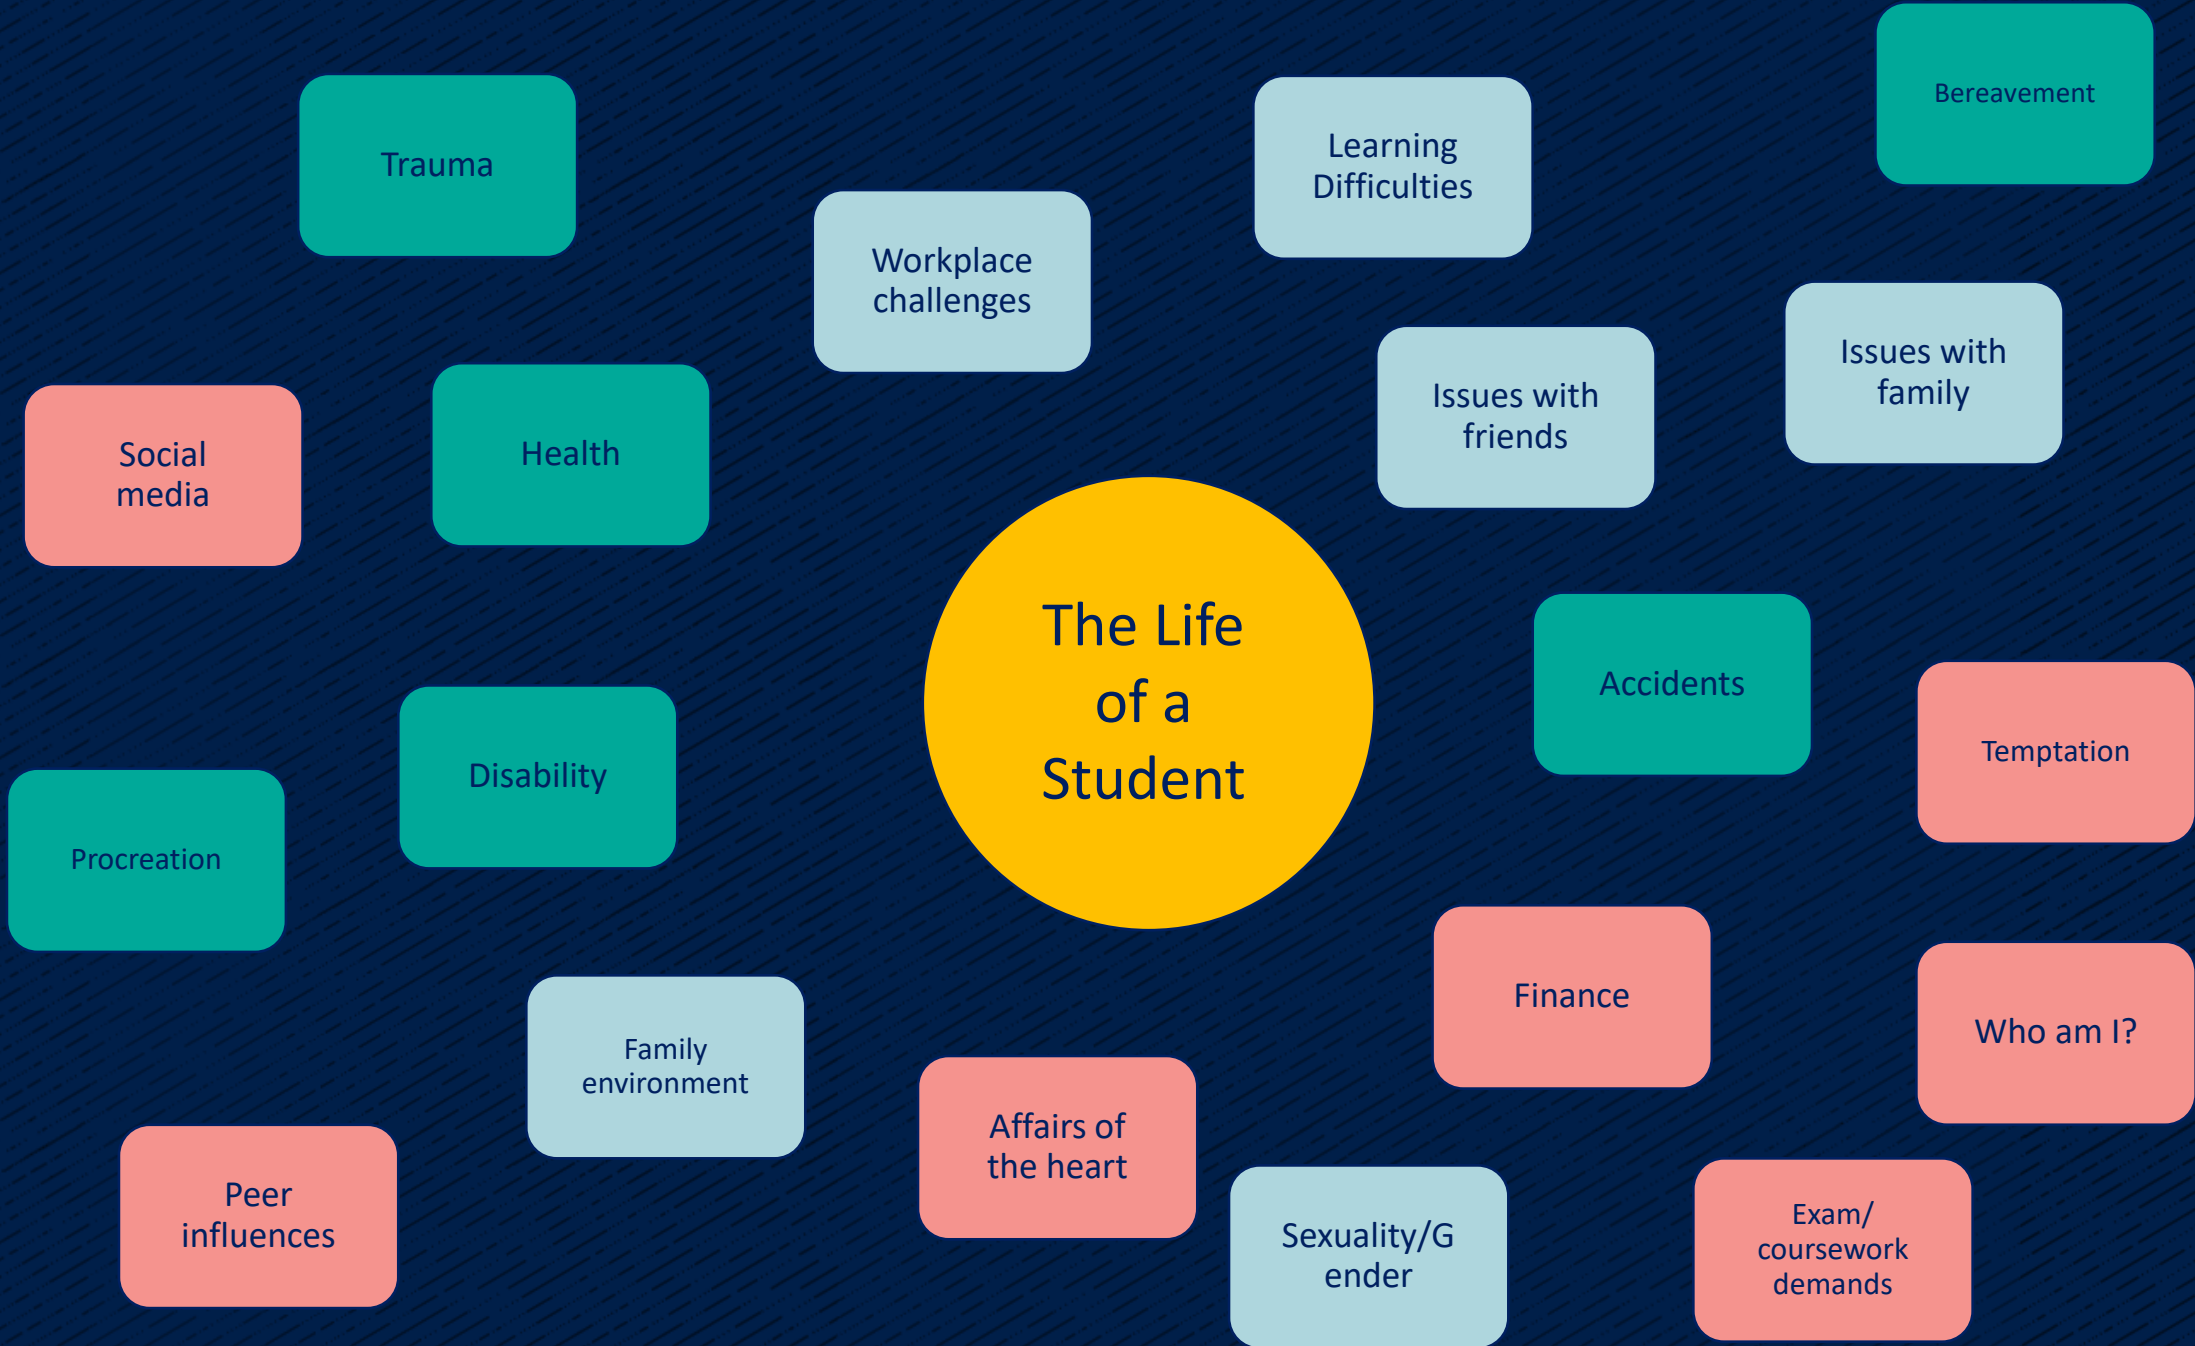 Bereavement
Trauma
Learning
Difficulties
Workplace
challenges
Issues with
family
Issues with
friends
Social
media
Health
The Life
of a
Student
Accidents
Temptation
Disability
Procreation
Finance
Who am I?
Family
environment
Affairs of
the heart
Peer
influences
Sexuality/G
ender
Exam/
coursework
demands